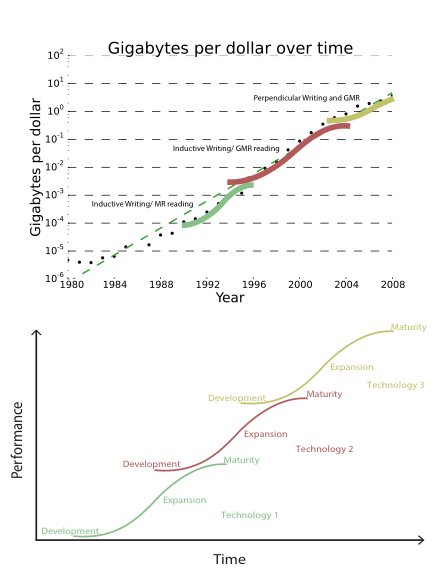 Gigabytes per dollar over time
Gigabytes per dollar
10²
10¹
10⁰
10⁻¹
10⁻²
10⁻³
10⁻⁴
10⁻⁵
10⁻⁶
Perpendicular Writing and GMR
Inductive Writing/ GMR reading
Inductive Writing/ MR reading
1980 1984 1988 1992 1996 2000 2004 2008
Year
Performance
Maturity
Expansion
Technology 3
Development
Maturity
Expansion
Technology 2
Development
Maturity
Expansion
Technology 1
Development
Time